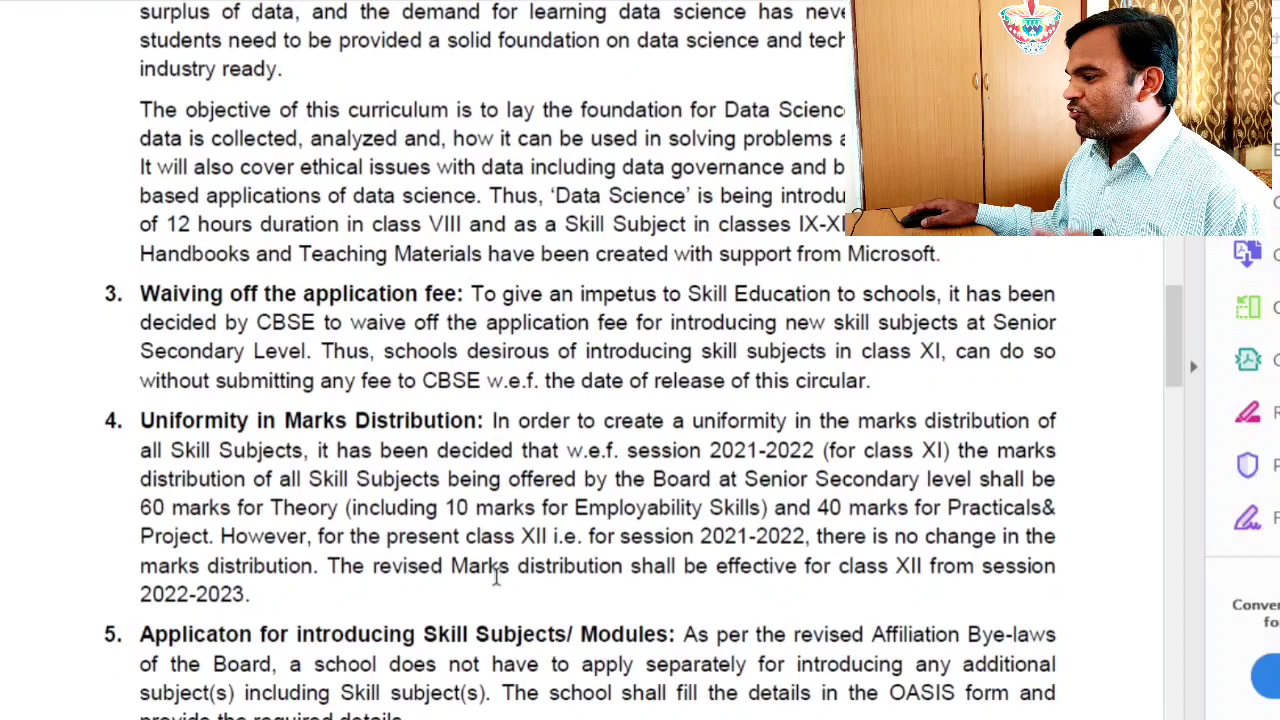 surplus of data, and the demand for learning data science has neve
students need to be provided a solid foundation on data science and tech
industry ready.
The objective of this curriculum is to lay the foundation for Data Scienc
data is collected, analyzed and, how it can be used in solving problems a
It will also cover ethical issues with data including data governance and b
based applications of data science. Thus, ‘Data Science’ is being introdu
of 12 hours duration in class VIII and as a Skill Subject in classes IX-XI
Handbooks and Teaching Materials have been created with support from Microsoft.
3. Waiving off the application fee: To give an impetus to Skill Education to schools, it has been
decided by CBSE to waive off the application fee for introducing new skill subjects at Senior
Secondary Level. Thus, schools desirous of introducing skill subjects in class XI, can do so
without submitting any fee to CBSE w.e.f. the date of release of this circular.
4. Uniformity in Marks Distribution: In order to create a uniformity in the marks distribution of
all Skill Subjects, it has been decided that w.e.f. session 2021-2022 (for class XI) the marks
distribution of all Skill Subjects being offered by the Board at Senior Secondary level shall be
60 marks for Theory (including 10 marks for Employability Skills) and 40 marks for Practicals&
Project. However, for the present class XII i.e. for session 2021-2022, there is no change in the
marks distribution. The revised Marks distribution shall be effective for class XII from session
2022-2023.
5. Applicaton for introducing Skill Subjects/ Modules: As per the revised Affiliation Bye-laws
of the Board, a school does not have to apply separately for introducing any additional
subject(s) including Skill subject(s). The school shall fill the details in the OASIS form and
provide the required details.
Conver
fo